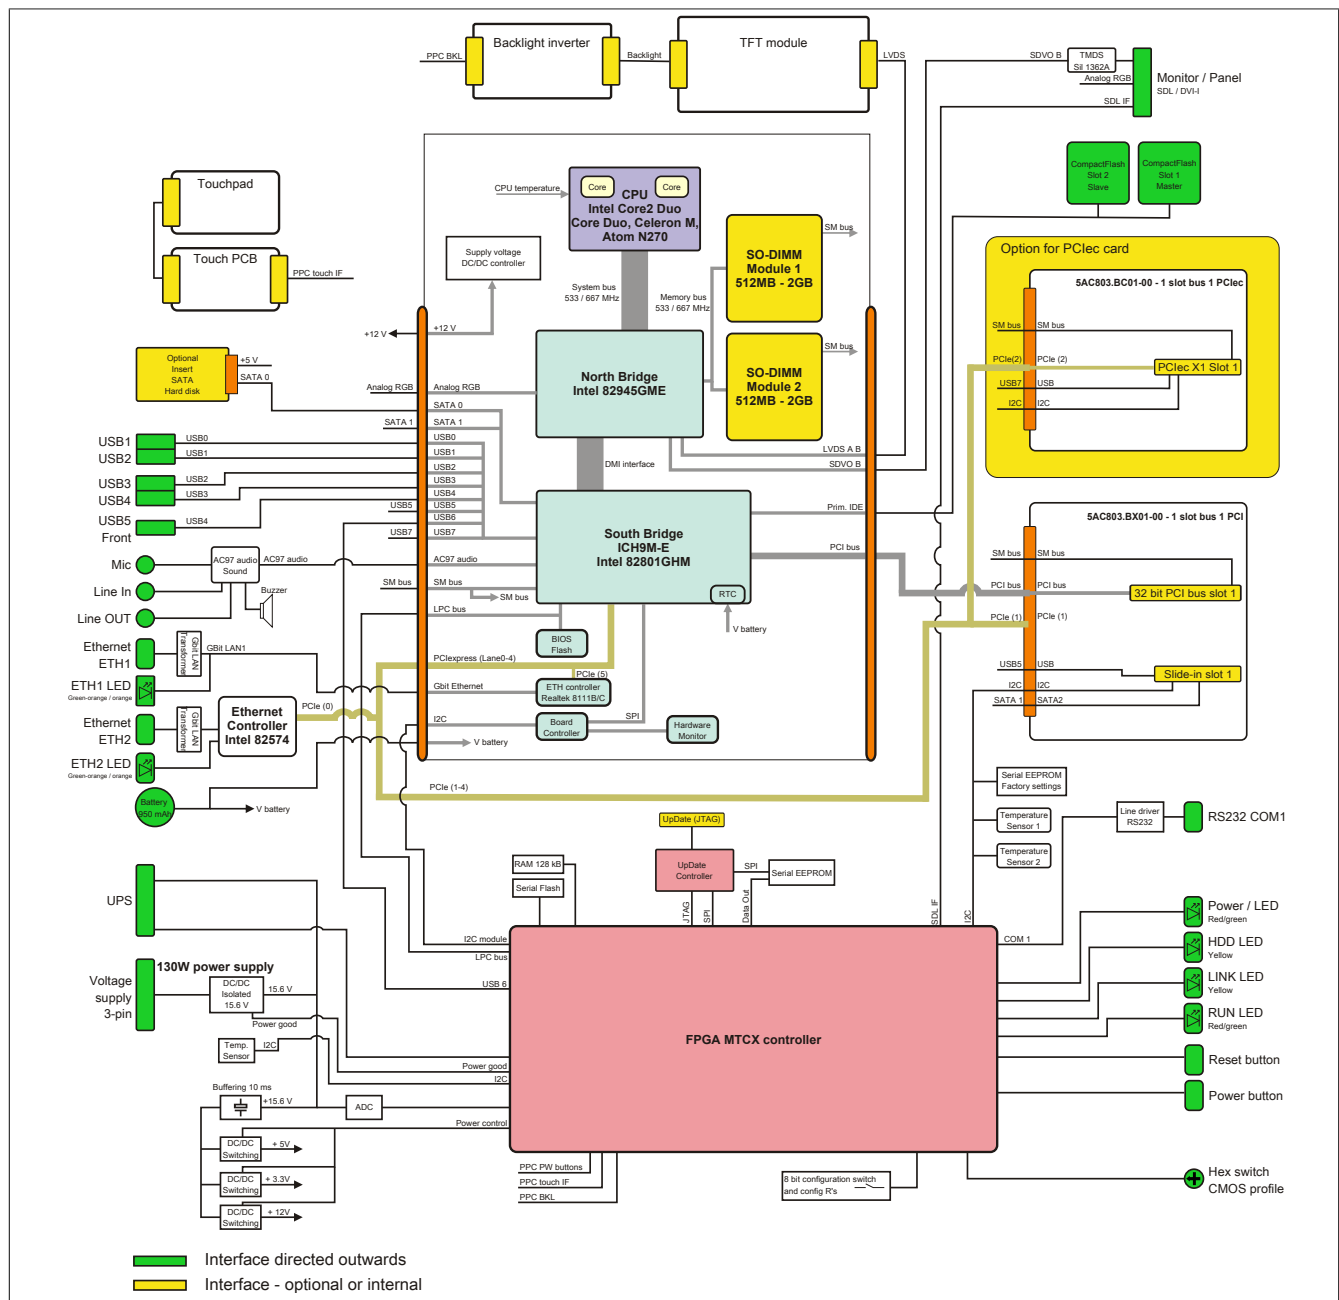 Backlight inverter
TFT module
PPC BKL
Backlight
LVDS
SDVO B
TMDS
Sil 1362A
Analog RGB
SDL IF
Monitor / Panel
SDL / DVI-I
CompactFlash
Slot 2
Slave
CompactFlash
Slot 1
Master
Touchpad
Touch PCB
PPC touch IF
CPU temperature
Core
Core
CPU
Intel Core2 Duo
Core Duo, Celeron M,
Atom N270
Supply voltage
DC/DC controller
System bus
533 / 667 MHz
Memory bus
533 / 667 MHz
SO-DIMM
Module 1
512MB - 2GB
SM bus
SO-DIMM
Module 2
512MB - 2GB
SM bus
Option for PCIec card
5AC803.BC01-00 - 1 slot bus 1 PCIec
SM bus
SM bus
PCIe(2)
PCIe (2)
PCIec X1 Slot 1
USB7
USB
I2C
I2C
+12 V
+12 V
Optional
Insert
SATA
Hard disk
+5 V
SATA 0
Analog RGB
Analog RGB
SATA 0
SATA 1
SATA 1
North Bridge
Intel 82945GME
DMI interface
LVDS A B
SDVO B
USB1
USB0
USB2
USB1
USB3
USB2
USB4
USB3
USB5
Front
USB4
USB0
USB1
USB2
USB3
USB4
USB5
USB5
USB6
USB7
USB7
South Bridge
ICH9M-E
Intel 82801GHM
RTC
V battery
Prim. IDE
PCI bus
5AC803.BX01-00 - 1 slot bus 1 PCI
SM bus
SM bus
PCI bus
PCI bus
32 bit PCI bus slot 1
PCIe (1)
PCIe (1)
USB5
USB
Slide-in slot 1
I2C
I2C
SATA 1
SATA2
Mic
Line In
Line OUT
AC97 audio
Sound
AC97 audio
Buzzer
AC97 audio
SM bus
SM bus
SM bus
LPC bus
BIOS
Flash
PCIexpress (Lane0-4)
PCIe (5)
Gbit Ethernet
ETH controller
Realtek 8111B/C
I2C
SPI
Board
Controller
Hardware
Monitor
V battery
Ethernet
ETH1
Gbit LAN
Transformer
GBit LAN1
ETH1 LED
Green-orange / orange
Ethernet
ETH2
Gbit LAN
Transformer
Ethernet
Controller
Intel 82574
PCIe (0)
ETH2 LED
Green-orange / orange
Battery
950 mAh
V battery
PCIe (1-4)
Serial EEPROM
Factory settings
Temperature
Sensor 1
Temperature
Sensor 2
Line driver
RS232
RS232 COM1
UpDate (JTAG)
UpDate
Controller
SPI
Serial EEPROM
RAM 128 kB
Serial Flash
JTAG
SPI
Data Out
SDL IF
I2C
UPS
Voltage
supply
3-pin
130W power supply
DC/DC
Isolated
15.6 V
15.6 V
Power good
Temp.
Sensor
I2C
I2C module
LPC bus
USB 6
COM 1
FPGA MTCX controller
Power good
I2C
Power control
Power / LED
Red/green
HDD LED
Yellow
LINK LED
Yellow
RUN LED
Red/green
Reset button
Power button
Buffering 10 ms
+15.6 V
ADC
DC/DC
Switching
+ 5V
DC/DC
Switching
+ 3.3V
DC/DC
Switching
+ 12V
PPC PW buttons
PPC touch IF
PPC BKL
8 bit configuration switch
and config R's
Hex switch
CMOS profile
Interface directed outwards
Interface - optional or internal